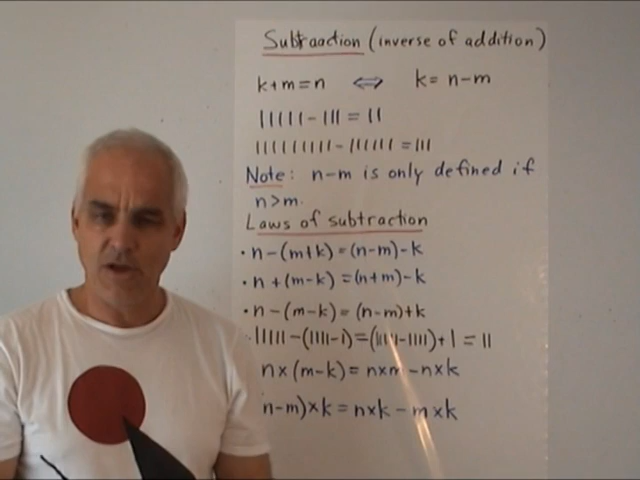 Subtraction (inverse of addition)
k+m=n ⇔ k= n-m
||||| - ||| = ||
||||||||| - |||||| = |||
Note: n-m is only defined if
n>m.
Laws of subtraction
• n-(m+k)=(n-m)-k
• n+(m-k)=(n+m)-k
• n-(m-k)=(n-m)+k
• |||||-(||||-|)=(|||||-||||)+| = ||
n×(m-k)= n×m -n×k
n-m)×k= n×k - m×k